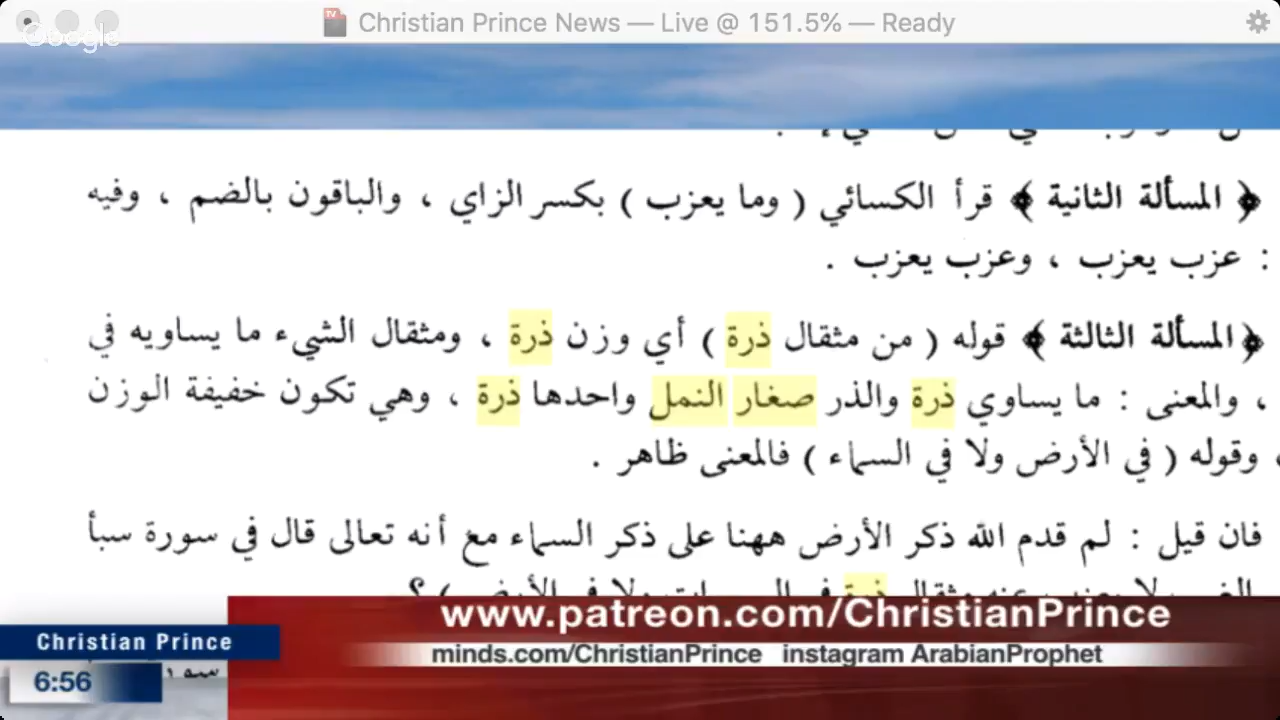 Christian Prince News — Live @ 151.5% — Ready
Google
﴿ المسألة الثانية ﴾ قرأ الكسائي ( وما يعزب ) بكسر الزاي ، والباقون بالضم ، وفيه
: عزب يعزب ، وعزب يعزب .
﴿ المسألة الثالثة ﴾ قوله ( من مثقال ذرة ) أي وزن ذرة ، ومثقال الشيء ما يساويه في
، والمعنى : ما يساوي ذرة والذر صغار النمل واحدها ذرة ، وهي تكون خفيفة الوزن
، وقوله ( في الأرض ولا في السماء ) فالمعنى ظاهر .
فان قيل : لم قدم الله ذكر الأرض ههنا على ذكر السماء مع أنه تعالى قال في سورة سبأ
www.patreon.com/ChristianPrince
Christian Prince
minds.com/ChristianPrince instagram ArabianProphet
6:56